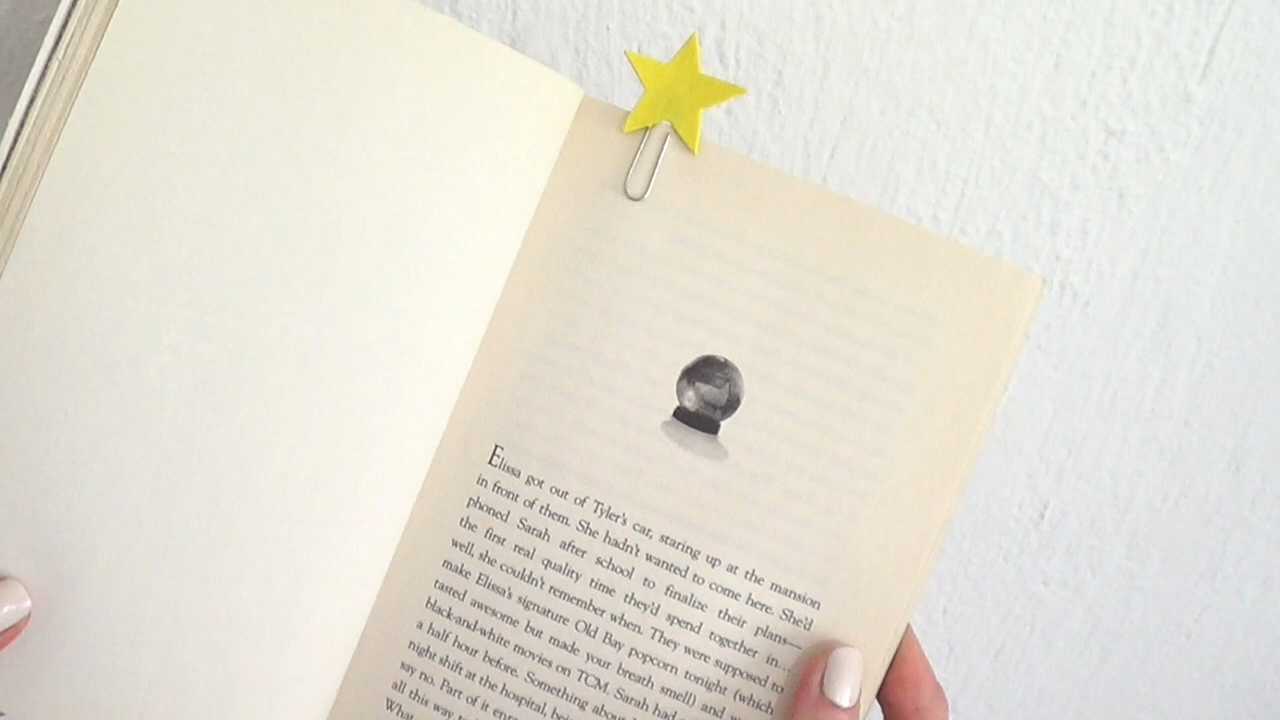 Elissa got out of Tyler's car, staring up at the mansion
in front of them. She hadn't wanted to come here. She'd
phoned Sarah after school to finalize their plans—
the first real quality time they'd spend together in...
well, she couldn't remember when. They were supposed to
make Elissa's signature Old Bay popcorn tonight (which
tasted awesome but made your breath smell) and
black-and-white movies on TCM. Sarah had
a half hour before. Something about
night shift at the hospital,
say no. Part of it
all this way
What